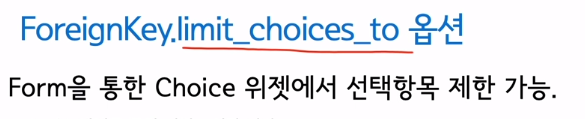 ForeignKey.limit_choices_to 옵션
Form을 통한 Choice 위젯에서 선택항목 제한 가능.